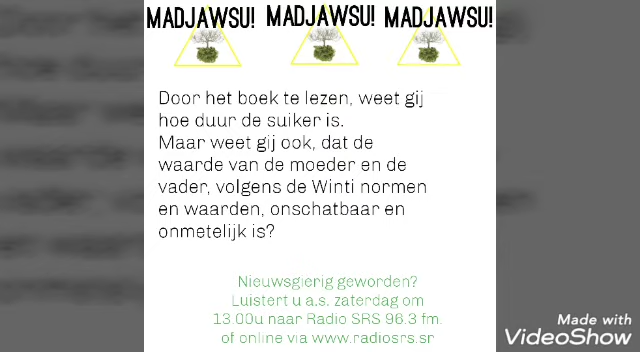 MADJAWSU! MADJAWSU! MADJAWSU!
Door het boek te lezen, weet gij
hoe duur de suiker is.
Maar weet gij ook, dat de
waarde van de moeder en de
vader, volgens de Winti normen
en waarden, onschatbaar en
onmetelijk is?
Nieuwsgierig geworden?
Luistert u a.s. zaterdag om
13.00u naar Radio SRS 96.3 fm.
of online via www.radiosrs.sr
Made with
VideoShow